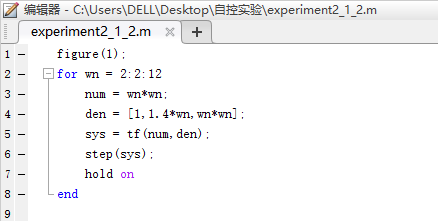 编辑器 - C:\Users\DELL\Desktop\自控实验\experiment2_1_2.m
experiment2_1_2.m × +
1 — figure(1);
2 — for wn = 2:2:12
3 — num = wn*wn;
4 — den = [1,1.4*wn,wn*wn];
5 — sys = tf(num,den);
6 — step(sys);
7 — hold on
8 — end
9